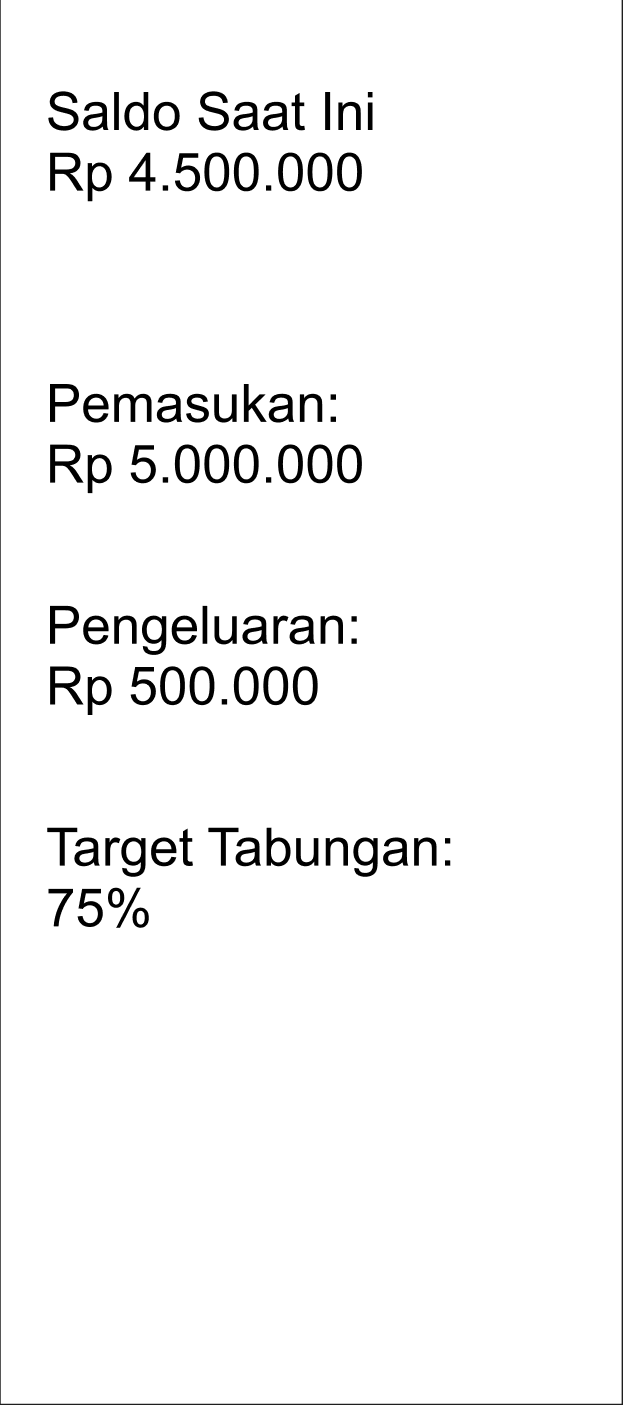 Saldo Saat Ini
Rp 4.500.000
Pemasukan:
Rp 5.000.000
Pengeluaran:
Rp 500.000
Target Tabungan:
75%